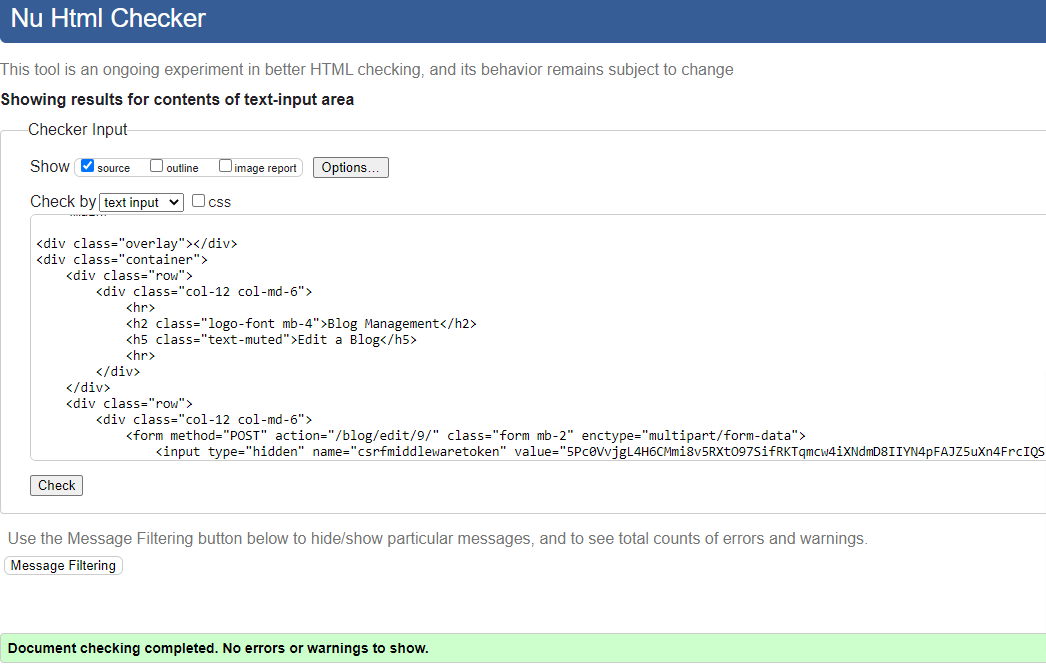 Nu Html Checker
This tool is an ongoing experiment in better HTML checking, and its behavior remains subject to change
Showing results for contents of text-input area
Checker Input
Show source outline image report Options...
Check by text input css
<div class="overlay"></div>
<div class="container">
<div class="row">
<div class="col-12 col-md-6">
<hr>
<h2 class="logo-font mb-4">Blog Management</h2>
<h5 class="text-muted">Edit a Blog</h5>
<hr>
</div>
</div>
<div class="row">
<div class="col-12 col-md-6">
<form method="POST" action="/blog/edit/9/" class="form mb-2" enctype="multipart/form-data">
<input type="hidden" name="csrfmiddlewaretoken" value="5Pc0VvjgL4H6CMmi8v5RXtO97SifRKTqmcw4iXNdmD8IIYN4pFAJZ5uXn4FrcIQS
Check
Use the Message Filtering button below to hide/show particular messages, and to see total counts of errors and warnings.
Message Filtering
Document checking completed. No errors or warnings to show.